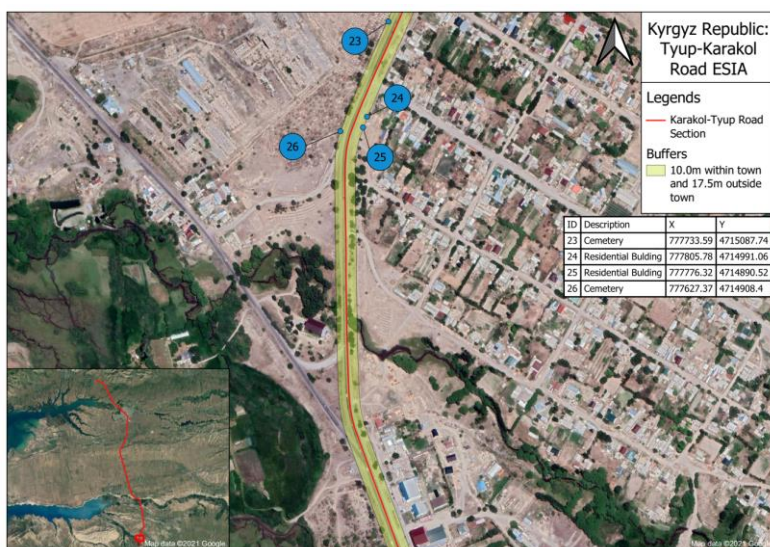 23
24
25
26
Kyrgyz Republic:
Tyup-Karakol
Road ESIA
Legends
Karakol-Tyup Road
Section
Buffers
10.0m within town
and 17.5m outside
town
ID Description X Y
23 Cemetery 777733.59 4715087.74
24 Residential Bulding 777805.78 4714991.06
25 Residential Bulding 777776.32 4714890.52
26 Cemetery 777627.37 4714908.4
Map data ©2021 Google
Map data ©2021 Google